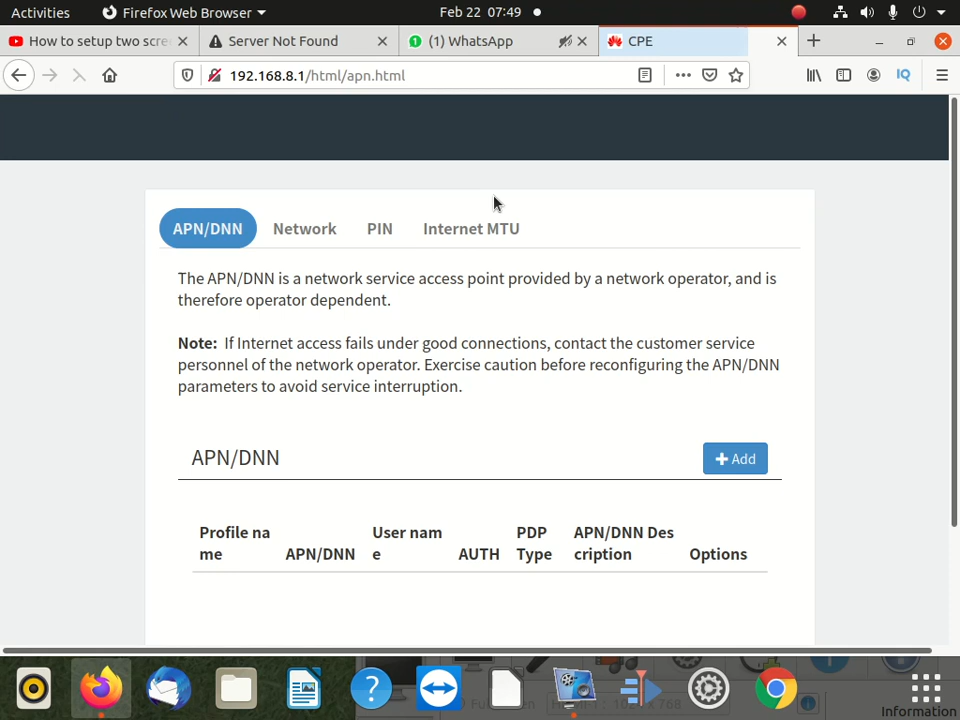 Activities
Firefox Web Browser
Feb 22 07:49
How to setup two scre
Server Not Found
(1) WhatsApp
CPE
192.168.8.1/html/apn.html
IQ
APN/DNN
Network
PIN
Internet MTU
The APN/DNN is a network service access point provided by a network operator, and is
therefore operator dependent.
Note: If Internet access fails under good connections, contact the customer service
personnel of the network operator. Exercise caution before reconfiguring the APN/DNN
parameters to avoid service interruption.
APN/DNN
Add
Profile na
me
APN/DNN
User nam
e
AUTH
PDP
Type
APN/DNN Des
cription
Options
Information